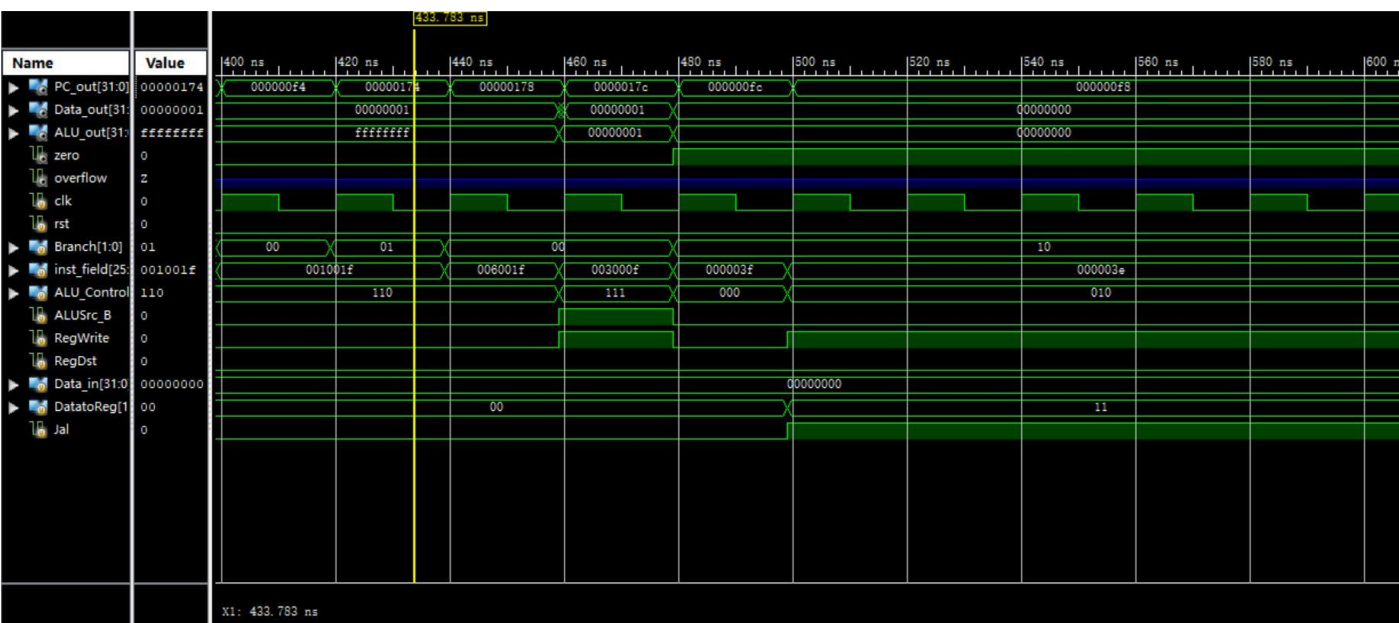 433.783 ns
Name Value 400 ns 420 ns 440 ns 460 ns 480 ns 500 ns 520 ns 540 ns 560 ns 580 ns 600 n
PC_out[31:0] 00000174 000000f4 00000174 00000178 0000017c 000000fc 000000f8
Data_out[31: 00000001 00000001 00000001 00000000
ALU_out[31: ffffffff ffffffff 00000001 00000000
zero 0
overflow Z
clk 0
rst 0
Branch[1:0] 01 00 01 00 10
inst_field[25: 001001f 001001f 006001f 003000f 000003f 000003e
ALU_Control 110 110 111 000 010
ALUSrc_B 0
RegWrite 0
RegDst 0
Data_in[31:0 00000000 00000000
DatatoReg[1 00 00 11
Jal 0
X1: 433.783 ns